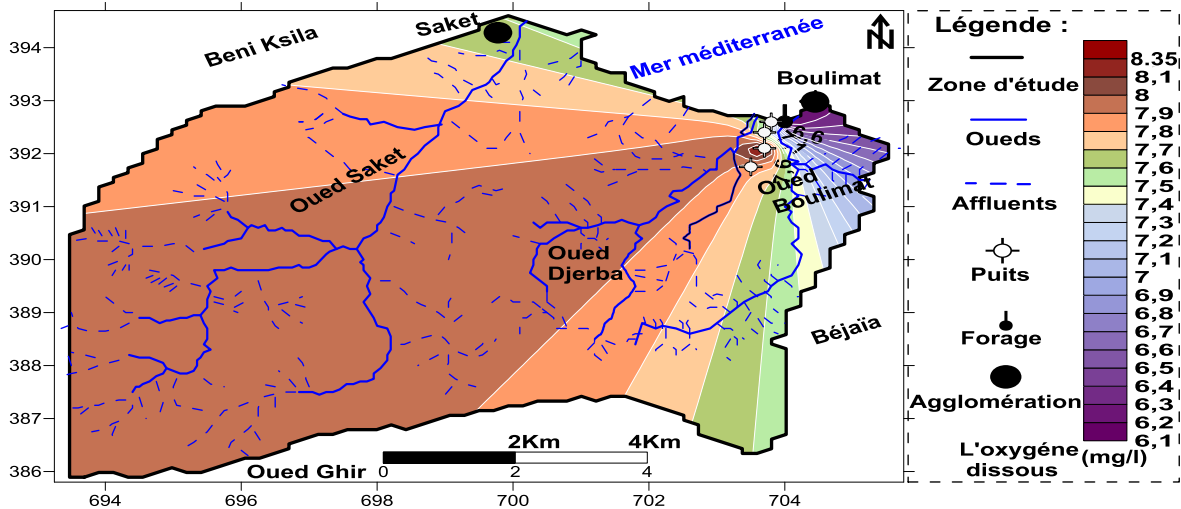 394
393
392
391
390
389
388
387
386
694
696
698
700
702
704
Beni Ksila
Saket
Mer méditerranée
N
Boulimat
6,6
Oued Saket
Oued
Boulimat
Oued
Djerba
Béjaïa
2Km
4Km
Oued Ghir
0
2
4
Légende :
Zone d'étude
Oueds
Affluents
Puits
Forage
Agglomération
L'oxygéne
dissous
(mg/l)
8.35
8,1
8
7,9
7,8
7,7
7,6
7,5
7,4
7,3
7,2
7,1
7
6,9
6,8
6,7
6,6
6,5
6,4
6,3
6,2
6,1